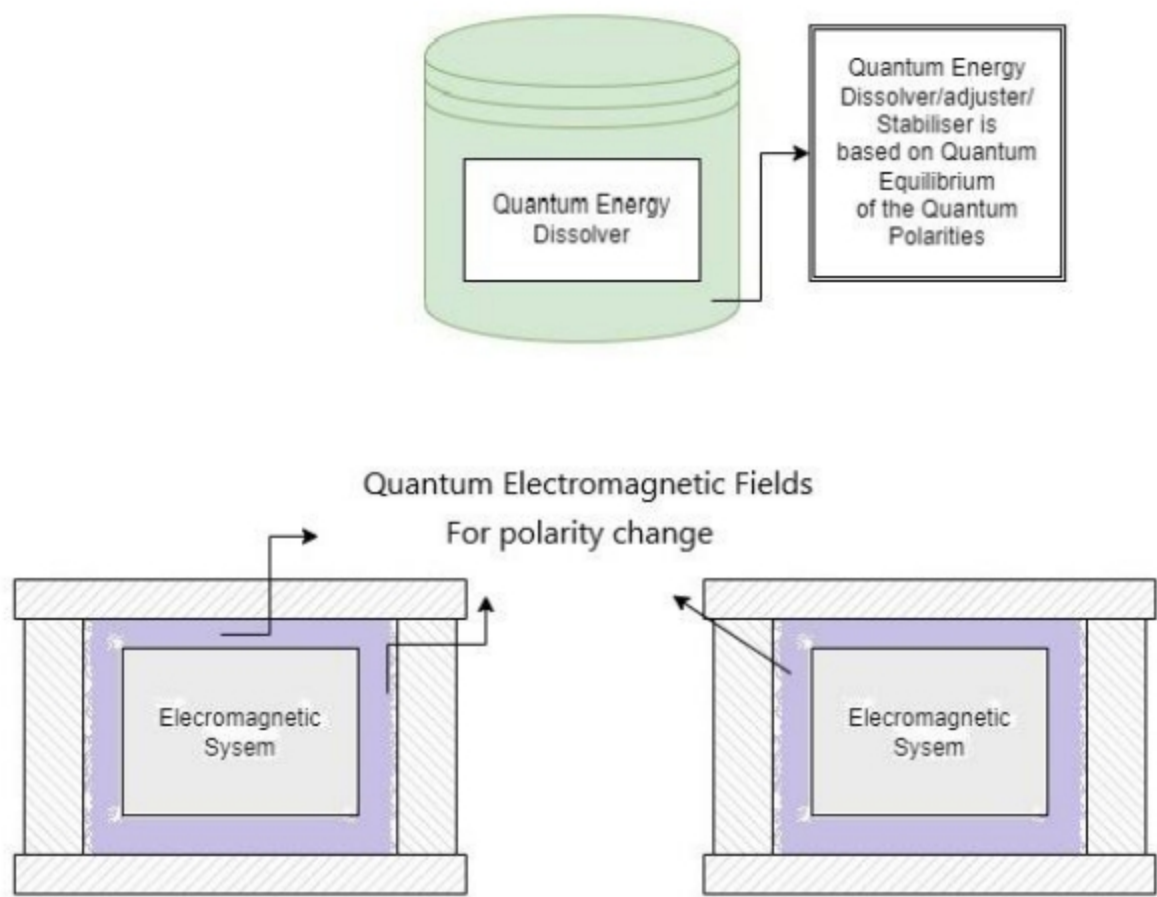 Quantum Energy
Dissolver
Quantum Energy
Dissolver/adjuster/
Stabiliser is
based on Quantum
Equilibrium
of the Quantum
Polarities
Quantum Electromagnetic Fields
For polarity change
Elecromagnetic
Sysem
Elecromagnetic
Sysem